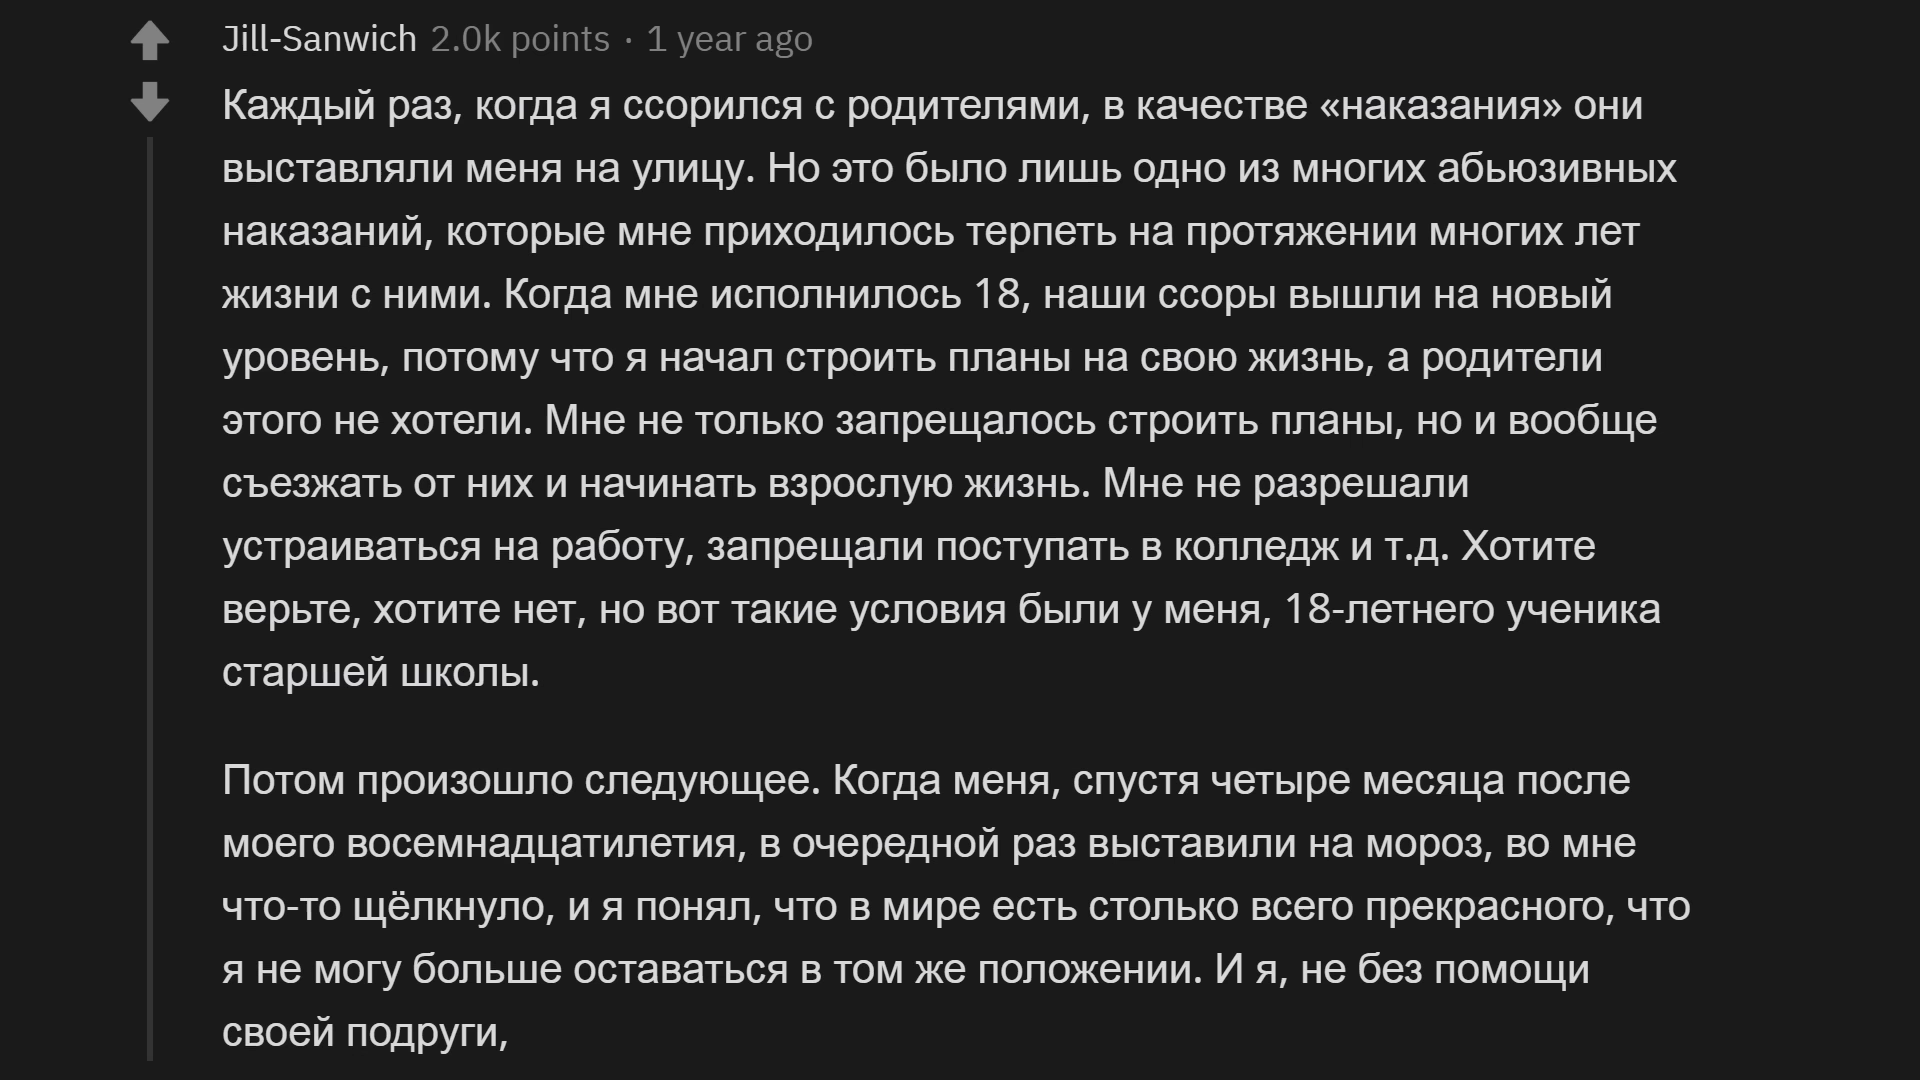 Jill-Sanwich 2.0k points · 1 year ago
Каждый раз, когда я ссорился с родителями, в качестве «наказания» они
выставляли меня на улицу. Но это было лишь одно из многих абьюзивных
наказаний, которые мне приходилось терпеть на протяжении многих лет
жизни с ними. Когда мне исполнилось 18, наши ссоры вышли на новый
уровень, потому что я начал строить планы на свою жизнь, а родители
этого не хотели. Мне не только запрещалось строить планы, но и вообще
съезжать от них и начинать взрослую жизнь. Мне не разрешали
устраиваться на работу, запрещали поступать в колледж и т.д. Хотите
верьте, хотите нет, но вот такие условия были у меня, 18-летнего ученика
старшей школы.
Потом произошло следующее. Когда меня, спустя четыре месяца после
моего восемнадцатилетия, в очередной раз выставили на мороз, во мне
что-то щёлкнуло, и я понял, что в мире есть столько всего прекрасного, что
я не могу больше оставаться в том же положении. И я, не без помощи
своей подруги,